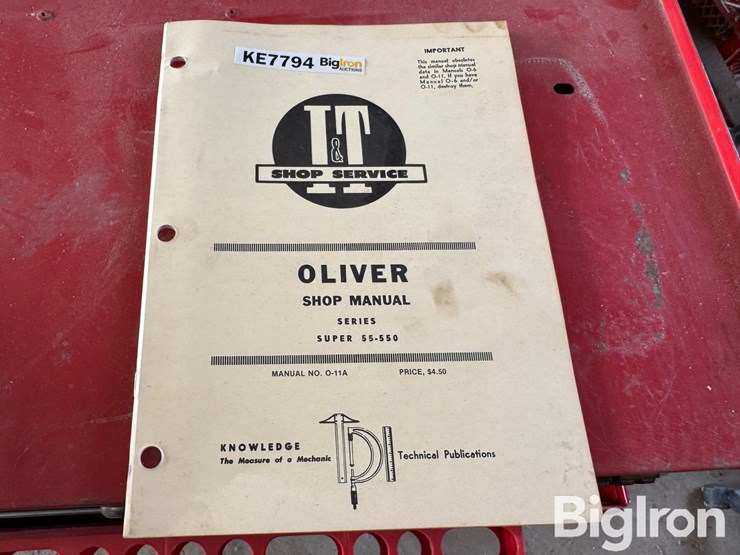 KE7794 BigIron
AUCTIONS
IMPORTANT
This manual obsoletes
the similar shop manual
data in Manuals O-6
and O-11. If you have
Manual O-6 and/or
O-11, destroy them.
I&T
SHOP SERVICE
OLIVER
SHOP MANUAL
SERIES
SUPER 55-550
MANUAL NO. O-11A PRICE, $4.50
KNOWLEDGE
The Measure of a Mechanic
TPI Technical Publications
BigIron